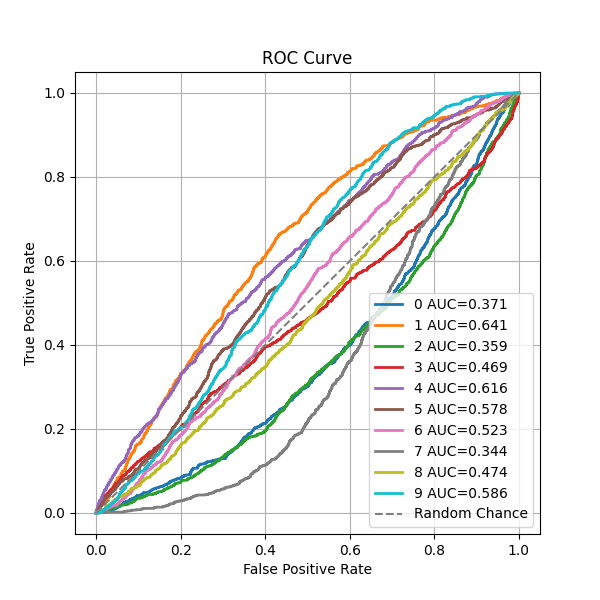 ROC Curve
True Positive Rate
1.0
0.8
0.6
0.4
0.2
0.0
0 AUC=0.371
1 AUC=0.641
2 AUC=0.359
3 AUC=0.469
4 AUC=0.616
5 AUC=0.578
6 AUC=0.523
7 AUC=0.344
8 AUC=0.474
9 AUC=0.586
Random Chance
0.0 0.2 0.4 0.6 0.8 1.0
False Positive Rate